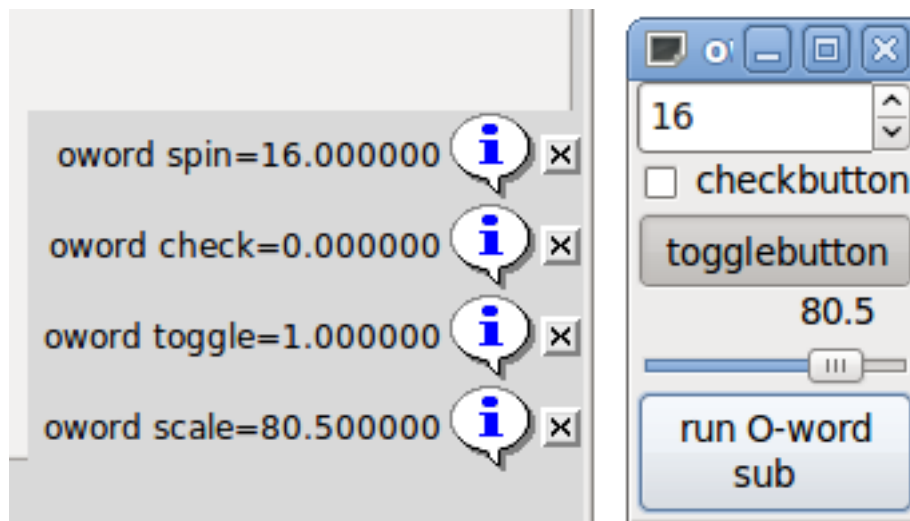 oword spin=16.000000
oword check=0.000000
oword toggle=1.000000
oword scale=80.500000
16
checkbutton
togglebutton
80.5
run O-word
sub